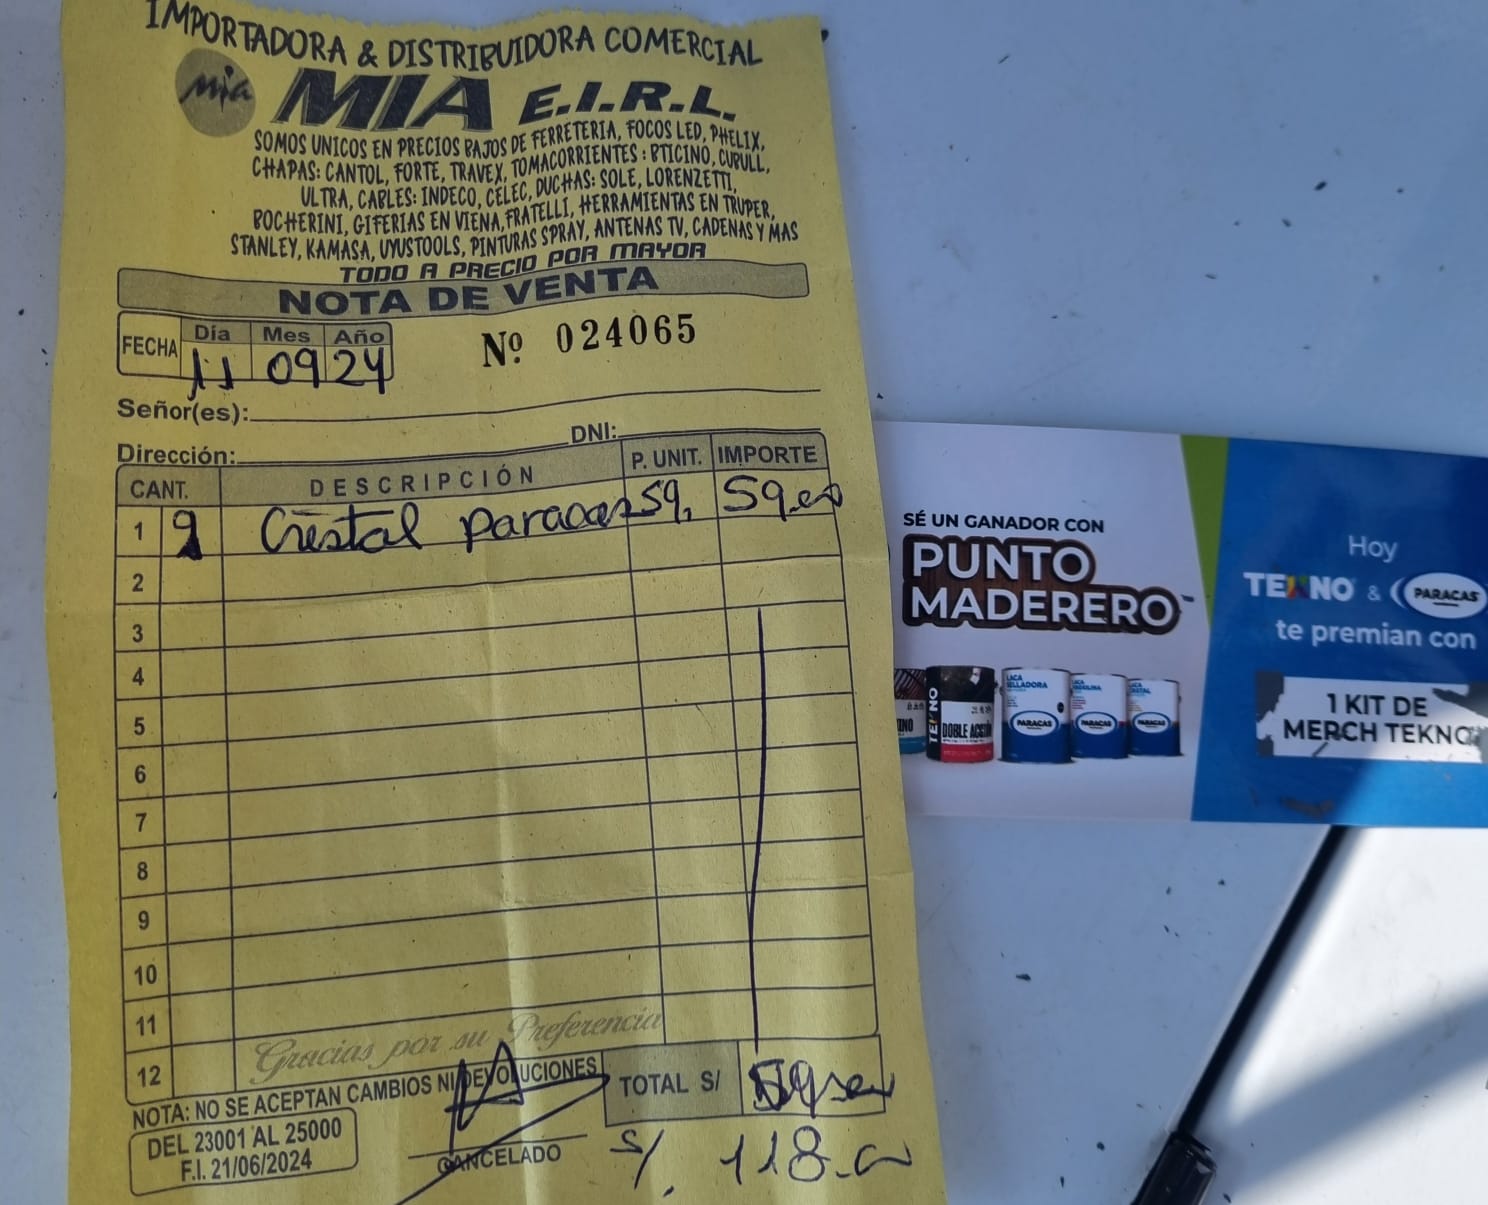 IMPORTADORA & DISTRIBUIDORA COMERCIAL
mia
MIA E.I.R.L.
SOMOS UNICOS EN PRECIOS BAJOS DE FERRETERIA, FOCOS LED, PHELIX,
CHAPAS: CANTOL, FORTE, TRAVEX, TOMACORRIENTES : BTICINO, CUBULL,
ULTRA, CABLES: INDECO, CELEC, DUCHAS: SOLE, LORENZETTI,
BOCHERINI, GIFERIAS EN VIENA, FRATELLI, HERRAMIENTAS EN TRUPER,
STANLEY, KAMASA, UYUSTOOLS, PINTURAS SPRAY, ANTENAS TV, CADENAS Y MAS
TODO A PRECIO POR MAYOR
NOTA DE VENTA
FECHA Día Mes Año
11 09 24
Nº 024065
Señor(es):
Dirección: DNI:
CANT. DESCRIPCIÓN P. UNIT. IMPORTE
1 2 Cristal paracas 59, 59.00
2
3
4
5
6
7
8
9
10
11
12
Gracias por su Preferencia
NOTA: NO SE ACEPTAN CAMBIOS NI DEVOLUCIONES
TOTAL S/ 59.00
DEL 23001 AL 25000
F.I. 21/06/2024
CANCELADO
S/. 118.00
SÉ UN GANADOR CON
PUNTO
MADERERO
DOBLE ACCIÓN
LACA
SELLADORA
PARACAS
PARACAS
PARACAS
Hoy
TEKNO & PARACAS
te premian con
1 KIT DE
MERCH TEKNO